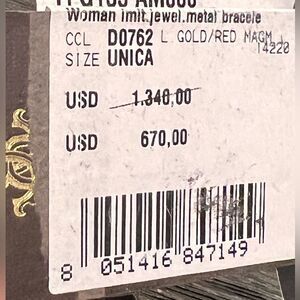 Woman imit.jewel.metal bracele
CCL D0762 L GOLD/RED MAGM
14220
SIZE UNICA
USD 1.340,00
USD 670,00
8 051416 847149